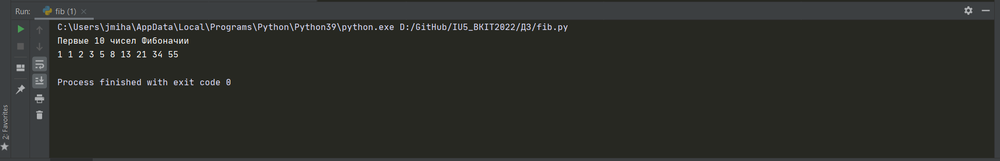 Run: fib (1)
C:\Users\jmiha\AppData\Local\Programs\Python\Python39\python.exe D:/GitHub/IU5_BKIT2022/ДЗ/fib.py
Первые 10 чисел Фибоначии
1 1 2 3 5 8 13 21 34 55
Process finished with exit code 0
2: Favorites